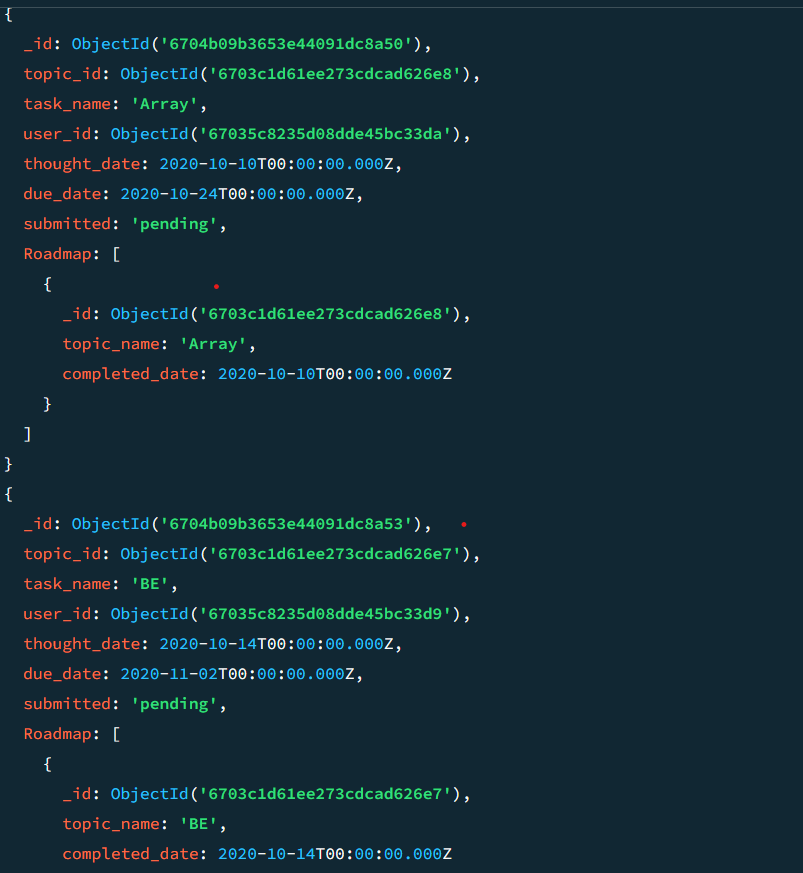 {
_id: ObjectId('6704b09b3653e44091dc8a50'),
topic_id: ObjectId('6703c1d61ee273cdcad626e8'),
task_name: 'Array',
user_id: ObjectId('67035c8235d08dde45bc33da'),
thought_date: 2020-10-10T00:00:00.000Z,
due_date: 2020-10-24T00:00:00.000Z,
submitted: 'pending',
Roadmap: [
{
_id: ObjectId('6703c1d61ee273cdcad626e8'),
topic_name: 'Array',
completed_date: 2020-10-10T00:00:00.000Z
}
]
}
{
_id: ObjectId('6704b09b3653e44091dc8a53'),
topic_id: ObjectId('6703c1d61ee273cdcad626e7'),
task_name: 'BE',
user_id: ObjectId('67035c8235d08dde45bc33d9'),
thought_date: 2020-10-14T00:00:00.000Z,
due_date: 2020-11-02T00:00:00.000Z,
submitted: 'pending',
Roadmap: [
{
_id: ObjectId('6703c1d61ee273cdcad626e7'),
topic_name: 'BE',
completed_date: 2020-10-14T00:00:00.000Z